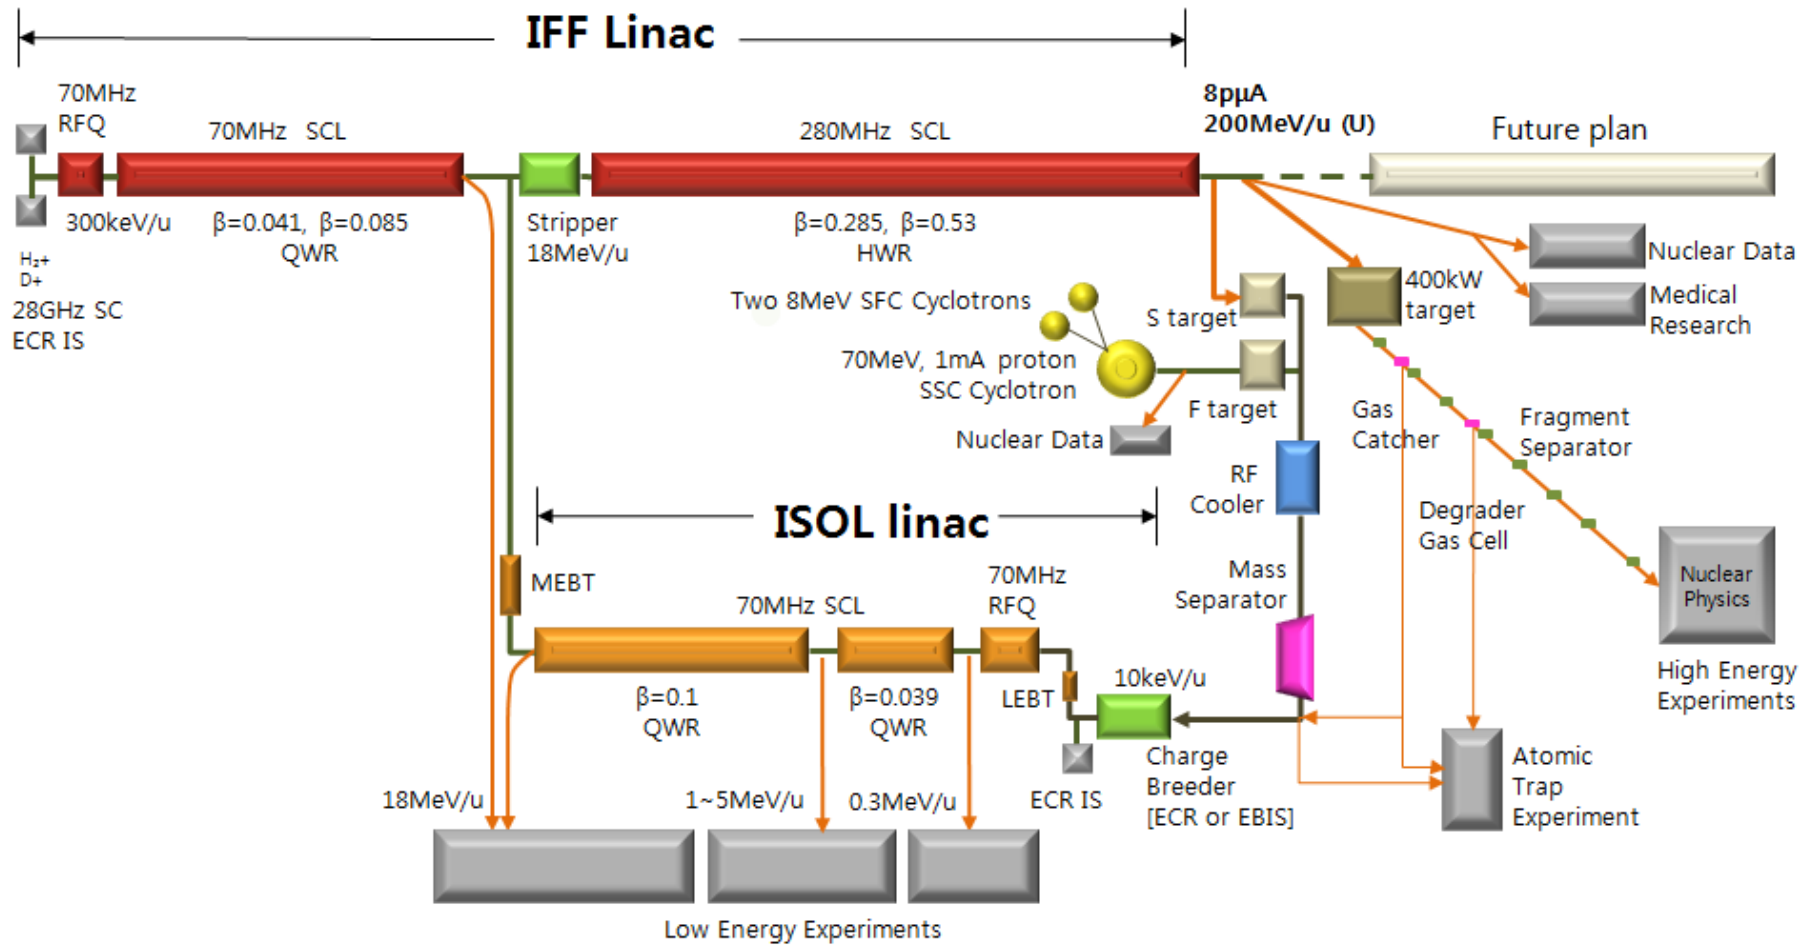 IFF Linac
70MHz
RFQ
70MHz SCL
280MHz SCL
8pμA
200MeV/u (U)
Future plan
300keV/u
β=0.041, β=0.085
QWR
Stripper
18MeV/u
β=0.285, β=0.53
HWR
H₂+
D+
28GHz SC
ECR IS
Two 8MeV SFC Cyclotrons
70MeV, 1mA proton
SSC Cyclotron
Nuclear Data
S target
F target
400kW
target
Nuclear Data
Medical
Research
Gas
Catcher
Fragment
Separator
RF
Cooler
Degrader
Gas Cell
ISOL linac
MEBT
70MHz SCL
70MHz
RFQ
Mass
Separator
Nuclear
Physics
High Energy
Experiments
β=0.1
QWR
β=0.039
QWR
LEBT
10keV/u
Charge
Breeder
[ECR or EBIS]
ECR IS
Atomic
Trap
Experiment
18MeV/u
1~5MeV/u
0.3MeV/u
Low Energy Experiments